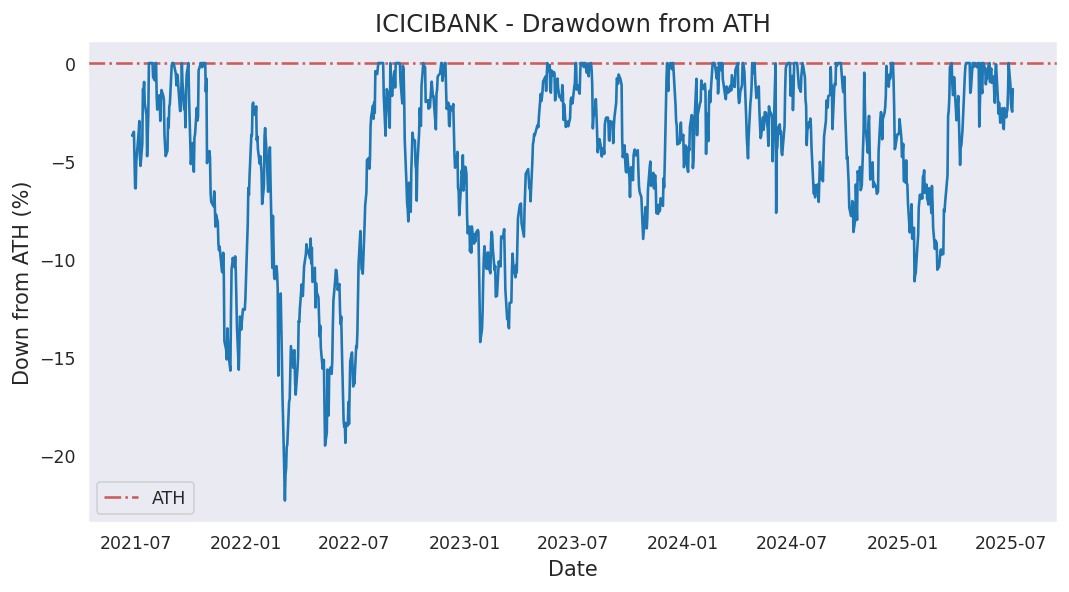 ICICIBANK - Drawdown from ATH
Down from ATH (%)
0
−5
−10
−15
−20
ATH
2021-07 2022-01 2022-07 2023-01 2023-07 2024-01 2024-07 2025-01 2025-07
Date